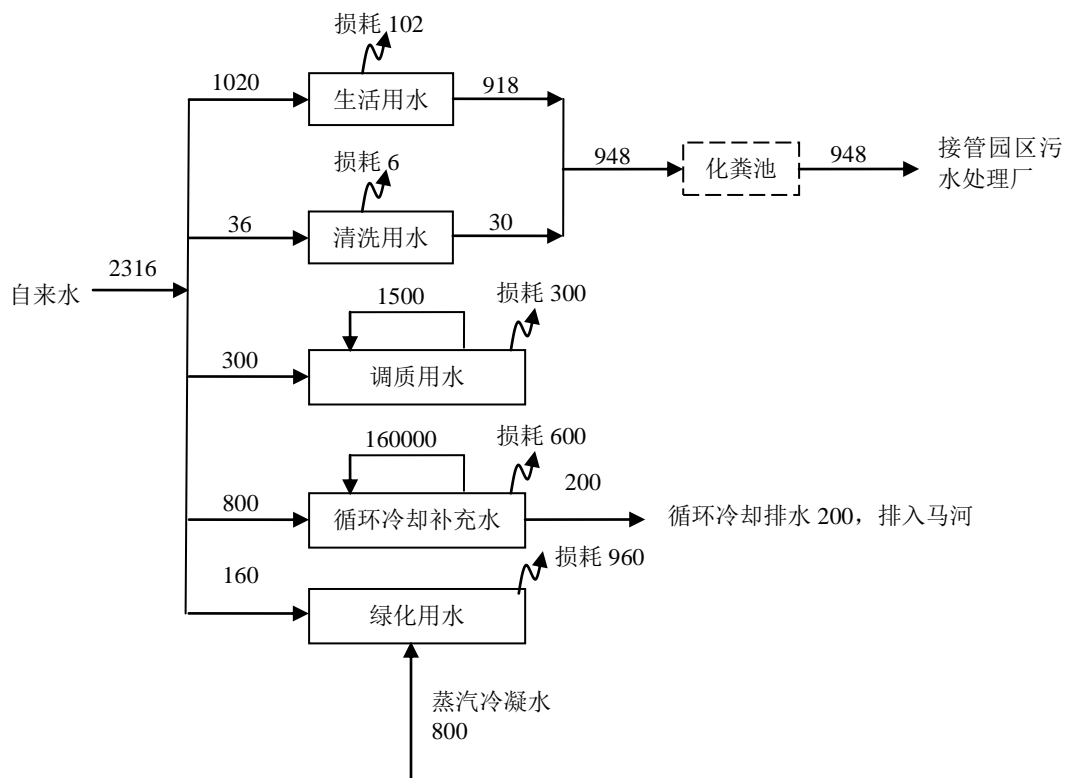 损耗 102
1020
生活用水
918
损耗 6
948
化粪池
948
接管园区污
水处理厂
36
清洗用水
30
自来水
2316
1500
损耗 300
300
调质用水
160000
损耗 600
800
循环冷却补充水
200
循环冷却排水 200，排入马河
160
损耗 960
绿化用水
蒸汽冷凝水
800